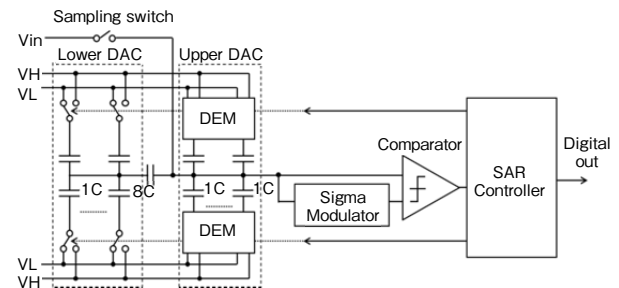 Sampling switch
Vin
Lower DAC
Upper DAC
VH
VL
DEM
Comparator
Digital
out
SAR
Controller
1C
8C
1C
1C
Sigma
Modulator
DEM
VL
VH